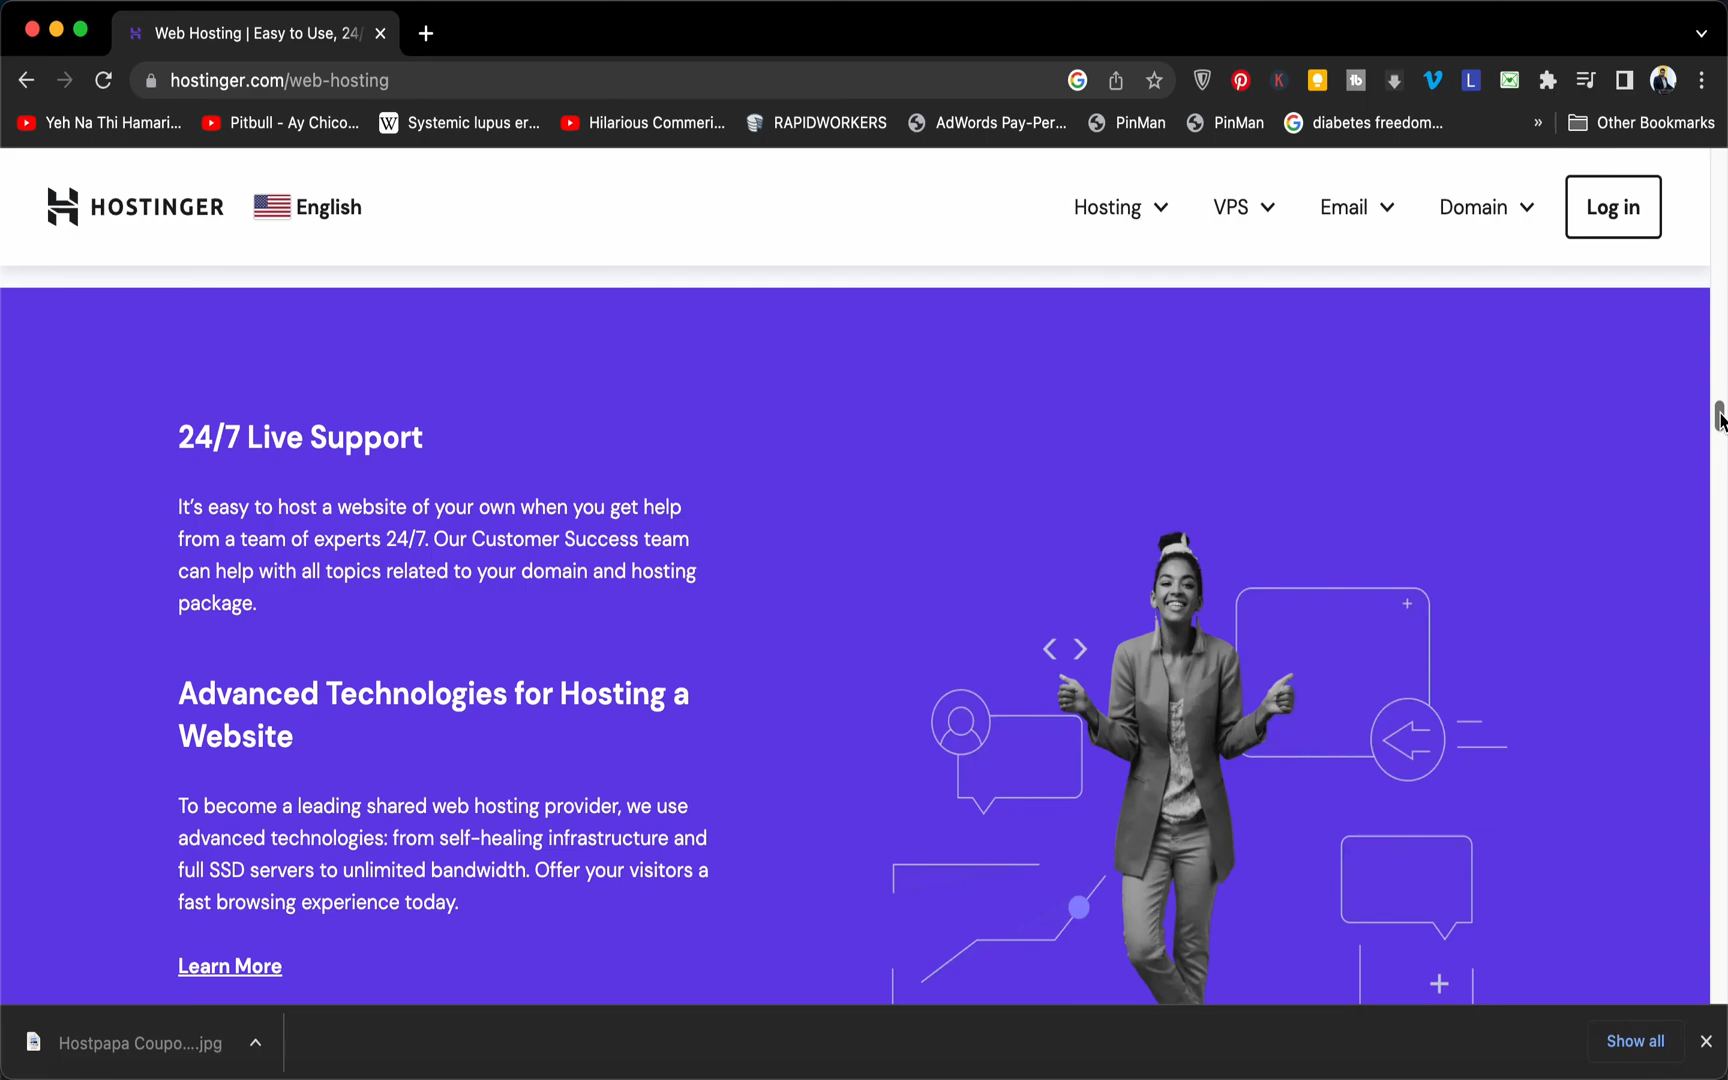 Web Hosting | Easy to Use, 24/
hostinger.com/web-hosting
Yeh Na Thi Hamari...
Pitbull - Ay Chico...
W
Systemic lupus er...
Hilarious Commeri...
RAPIDWORKERS
AdWords Pay-Per...
PinMan
PinMan
diabetes freedom...
»
Other Bookmarks
HOSTINGER
English
Hosting
VPS
Email
Domain
Log in
24/7 Live Support
It's easy to host a website of your own when you get help
from a team of experts 24/7. Our Customer Success team
can help with all topics related to your domain and hosting
package.
Advanced Technologies for Hosting a
Website
To become a leading shared web hosting provider, we use
advanced technologies: from self-healing infrastructure and
full SSD servers to unlimited bandwidth. Offer your visitors a
fast browsing experience today.
Learn More
Hostpapa Coupo....jpg
Show all